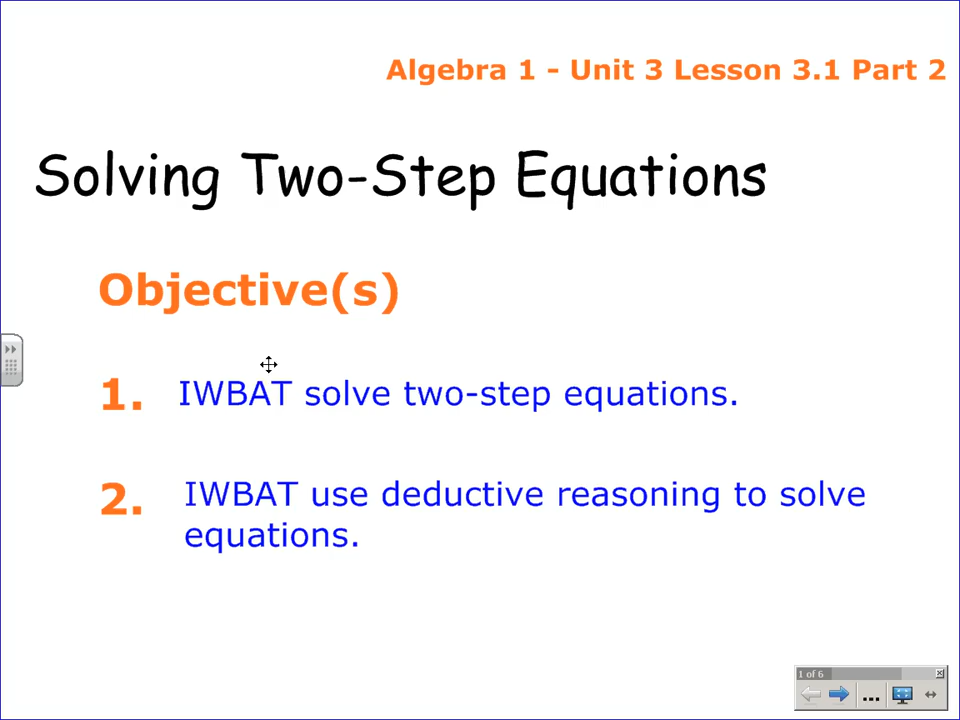 Algebra 1 - Unit 3 Lesson 3.1 Part 2
Solving Two-Step Equations
Objective(s)
1. IWBAT solve two-step equations.
2. IWBAT use deductive reasoning to solve
equations.
1 of 6
...